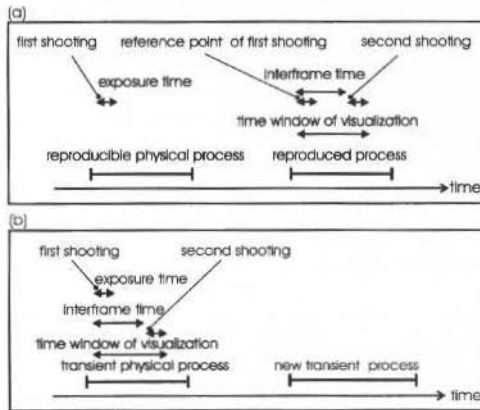 (a)
first shooting reference point of first shooting second shooting
interframe time
exposure time
time window of visualization
reproducible physical process reproduced process
time
(b)
first shooting second shooting
exposure time
interframe time
time window of visualization
transient physical process new transient process
time